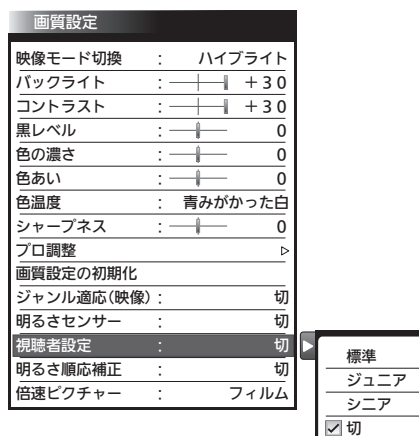 画質設定
映像モード切換 : ハイブライト
バックライト : +30
コントラスト : +30
黒レベル : 0
色の濃さ : 0
色あい : 0
色温度 : 青みがかった白
シャープネス : 0
プロ調整
画質設定の初期化
ジャンル適応(映像) : 切
明るさセンサー : 切
視聴者設定 : 切
明るさ順応補正 : 切
倍速ピクチャー : フィルム
標準
ジュニア
シニア
切